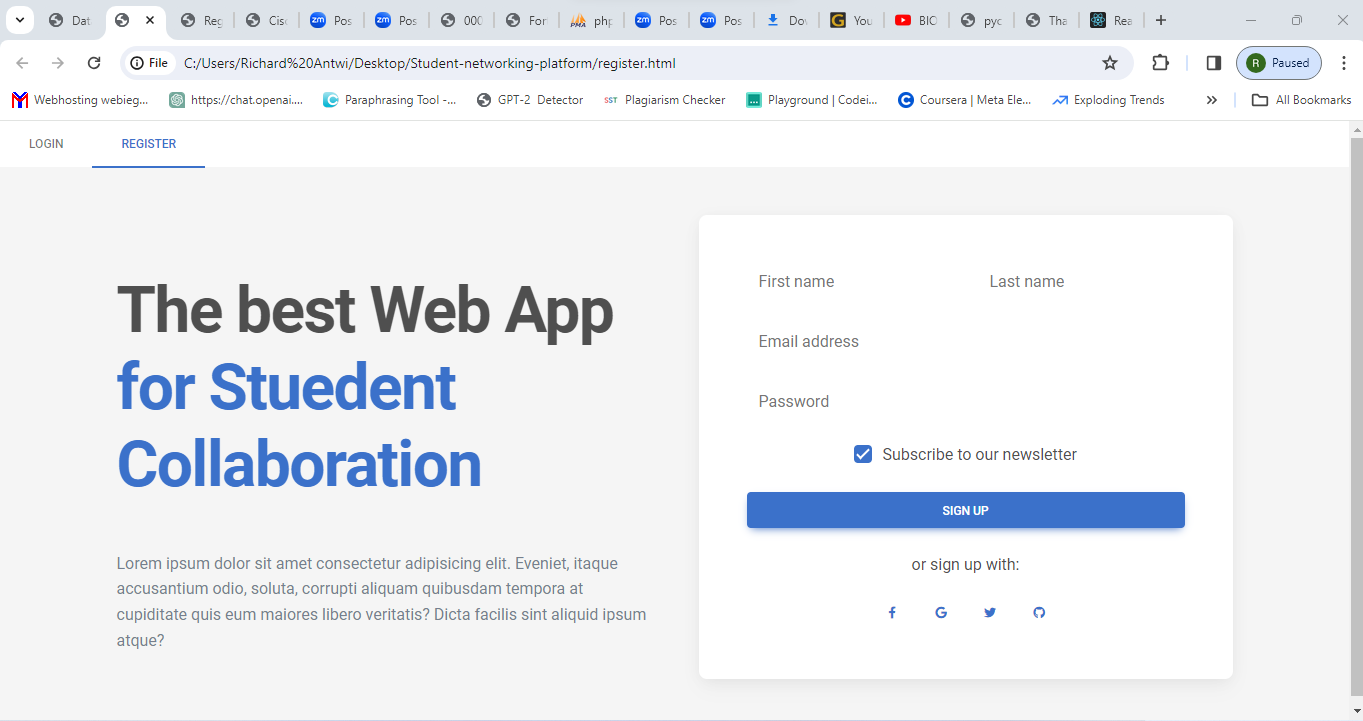 Dat
Reg
Cisc
Pos
Pos
000
For
php
Pos
Pos
Dov
You
BIO
pyc
Tha
Rea
File
C:/Users/Richard%20Antwi/Desktop/Student-networking-platform/register.html
R
Paused
Webhosting webieg...
https://chat.openai....
Paraphrasing Tool -...
GPT-2 Detector
SST
Plagiarism Checker
Playground | Codei...
Coursera | Meta Ele...
Exploding Trends
»
All Bookmarks
LOGIN
REGISTER
The best Web App
for Stuedent
Collaboration
Lorem ipsum dolor sit amet consectetur adipisicing elit. Eveniet, itaque
accusantium odio, soluta, corrupti aliquam quibusdam tempora at
cupiditate quis eum maiores libero veritatis? Dicta facilis sint aliquid ipsum
atque?
First name
Last name
Email address
Password
Subscribe to our newsletter
SIGN UP
or sign up with: